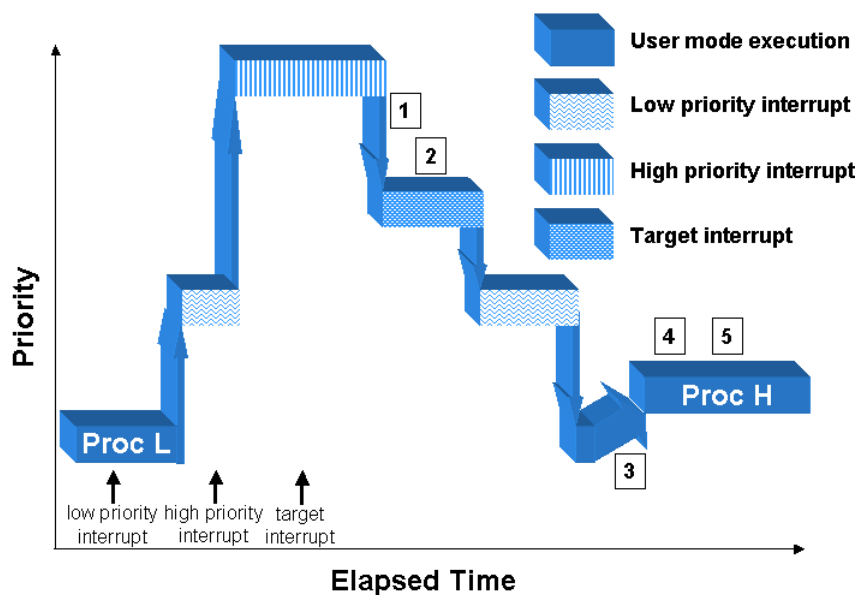 User mode execution
Low priority interrupt
1
2
High priority interrupt
Target interrupt
Priority
4 5
Proc H
Proc L
3
low priority high priority target
interrupt interrupt interrupt
Elapsed Time